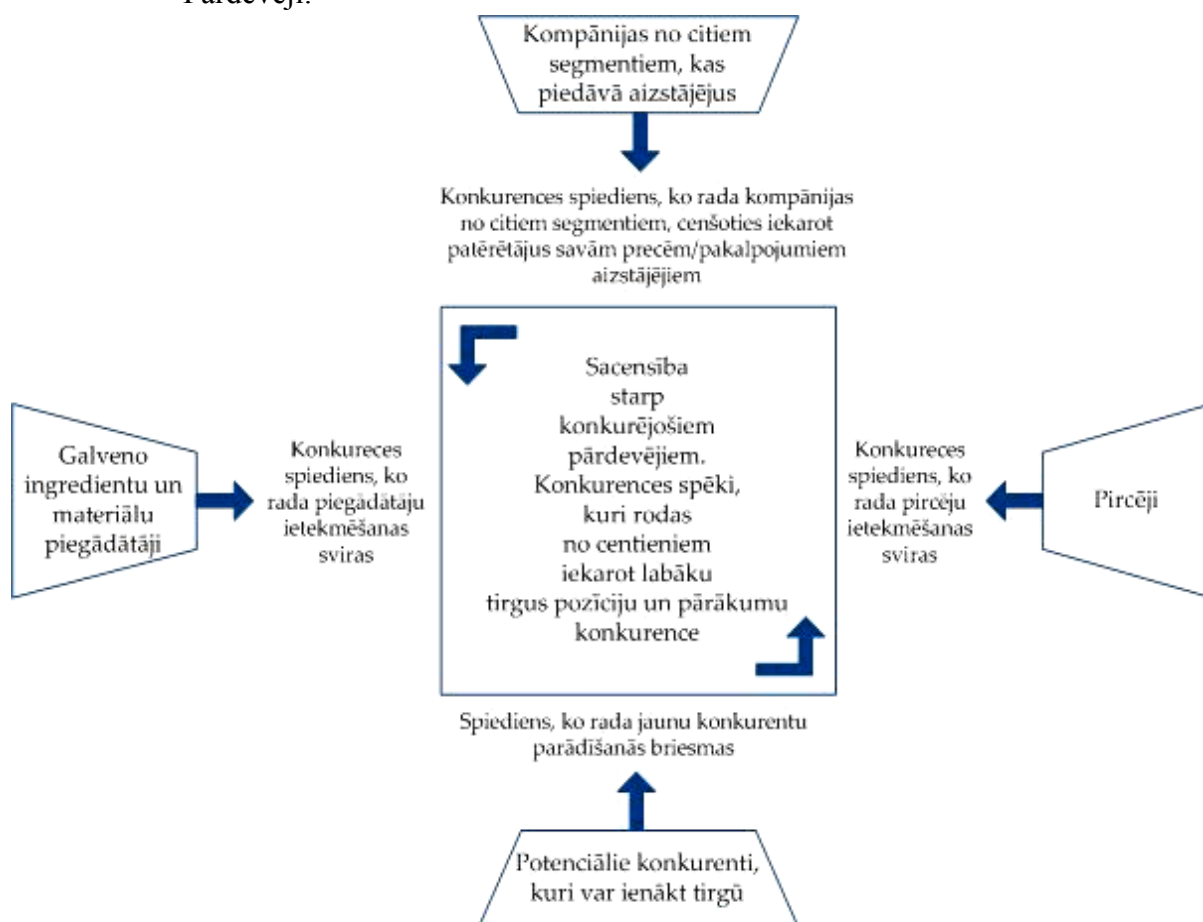 Pārdevēji.
Kompānijas no citiem
segmentiem, kas
piedāvā aizstājējus
Konkurences spiediens, ko rada kompānijas
no citiem segmentiem, cenšoties iekarot
patērētājus savām precēm/pakalpojumiem
aizstājējiem
Galveno
ingredientu un
materiālu
piegādātāji
Konkureces
spiediens, ko
rada piegādātāju
ietekmēšanas
sviras
Sacensība
starp
konkurējošiem
pārdevējiem.
Konkurences spēki,
kuri rodas
no centieniem
iekarot labāku
tirgus pozīciju un pārākumu
konkurence
Konkureces
spiediens, ko
rada pircēju
ietekmēšanas
sviras
Pircēji
Spiediens, ko rada jaunu konkurentu
parādīšanās briesmas
Potenciālie konkurenti,
kuri var ienākt tirgū